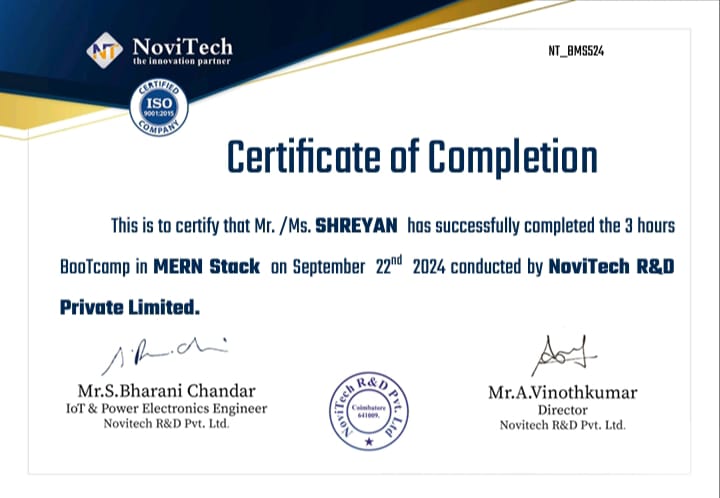 NT
NoviTech
the innovation partner
NT_BMS524
CERTIFIED
ISO
9001:2015
COMPANY
Certificate of Completion
This is to certify that Mr. /Ms. SHREYAN has successfully completed the 3 hours
BooTcamp in MERN Stack on September 22nd 2024 conducted by NoviTech R&D
Private Limited.
Mr.S.Bharani Chandar
IoT & Power Electronics Engineer
Novitech R&D Pvt. Ltd.
NoviTech R&D Pvt. Ltd
Coimbatore
641009.
Mr.A.Vinothkumar
Director
Novitech R&D Pvt. Ltd.